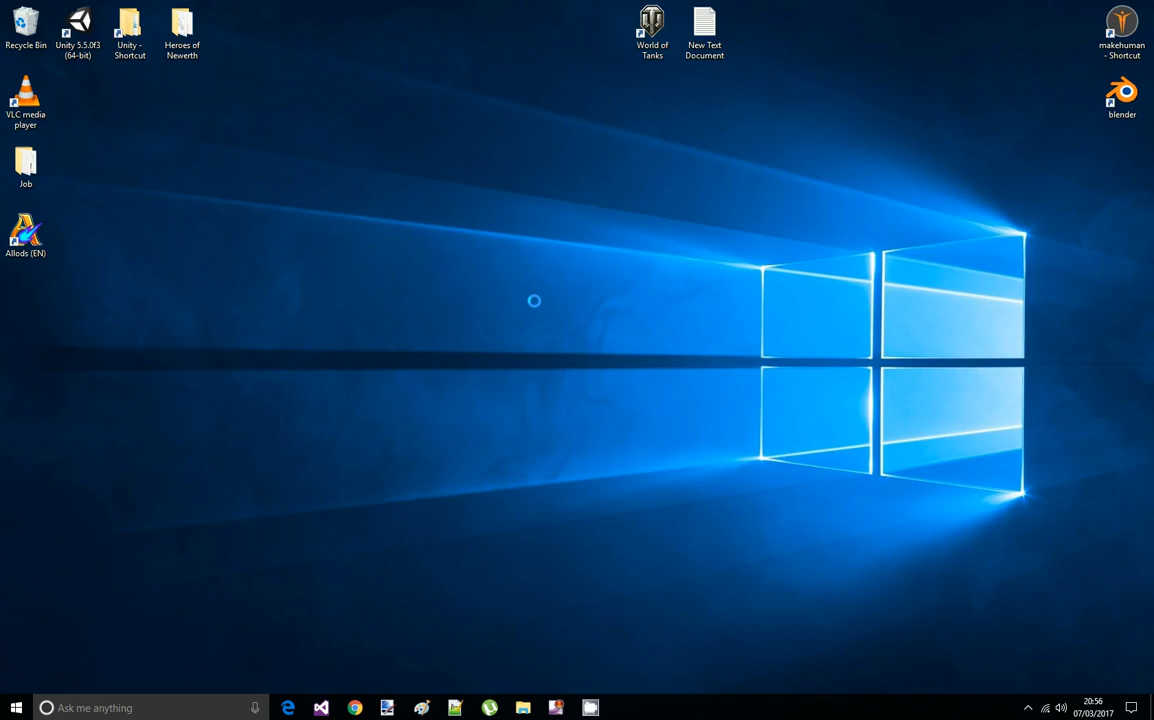 Recycle Bin
Unity 5.5.0f3
(64-bit)
Unity -
Shortcut
Heroes of
Newerth
World of
Tanks
New Text
Document
makehuman
- Shortcut
VLC media
player
blender
Job
Allods (EN)
Ask me anything
20:56
07/03/2017